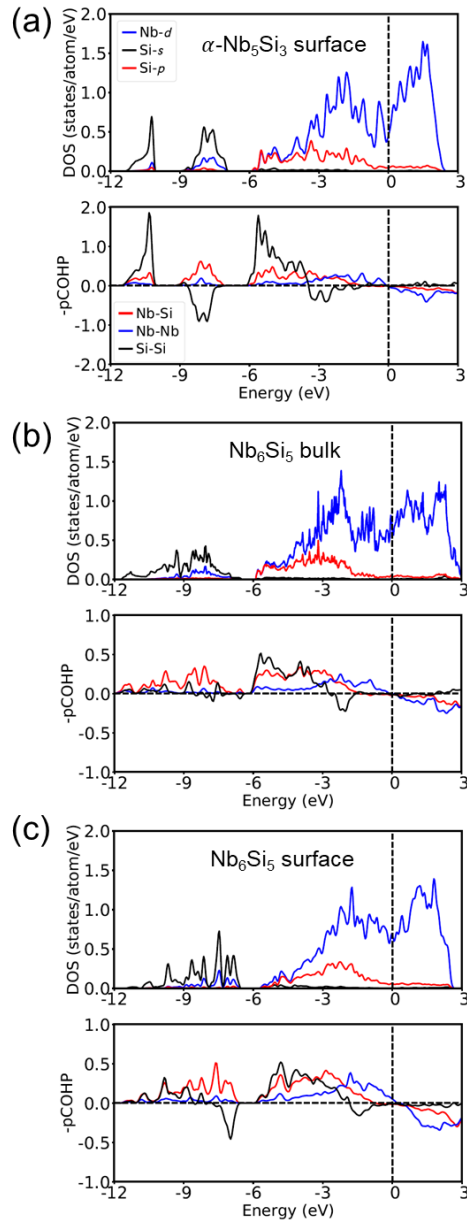 (a)
α-Nb₅Si₃ surface
Nb-d
Si-s
Si-p
DOS (states/atom/eV)
2.0
1.5
1.0
0.5
0.0
-12 -9 -6 -3 0 3
-pCOHP
2.0
1.0
0.0
-1.0
-2.0
Nb-Si
Nb-Nb
Si-Si
-12 -9 -6 -3 0 3
Energy (eV)
(b)
Nb₆Si₅ bulk
DOS (states/atom/eV)
2.0
1.5
1.0
0.5
0.0
-pCOHP
1.0
0.5
0.0
-0.5
-1.0
-12 -9 -6 -3 0 3
Energy (eV)
(c)
Nb₆Si₅ surface
DOS (states/atom/eV)
2.0
1.5
1.0
0.5
0.0
-12 -9 -6 -3 0 3
-pCOHP
1.0
0.5
0.0
-0.5
-1.0
-12 -9 -6 -3 0 3
Energy (eV)